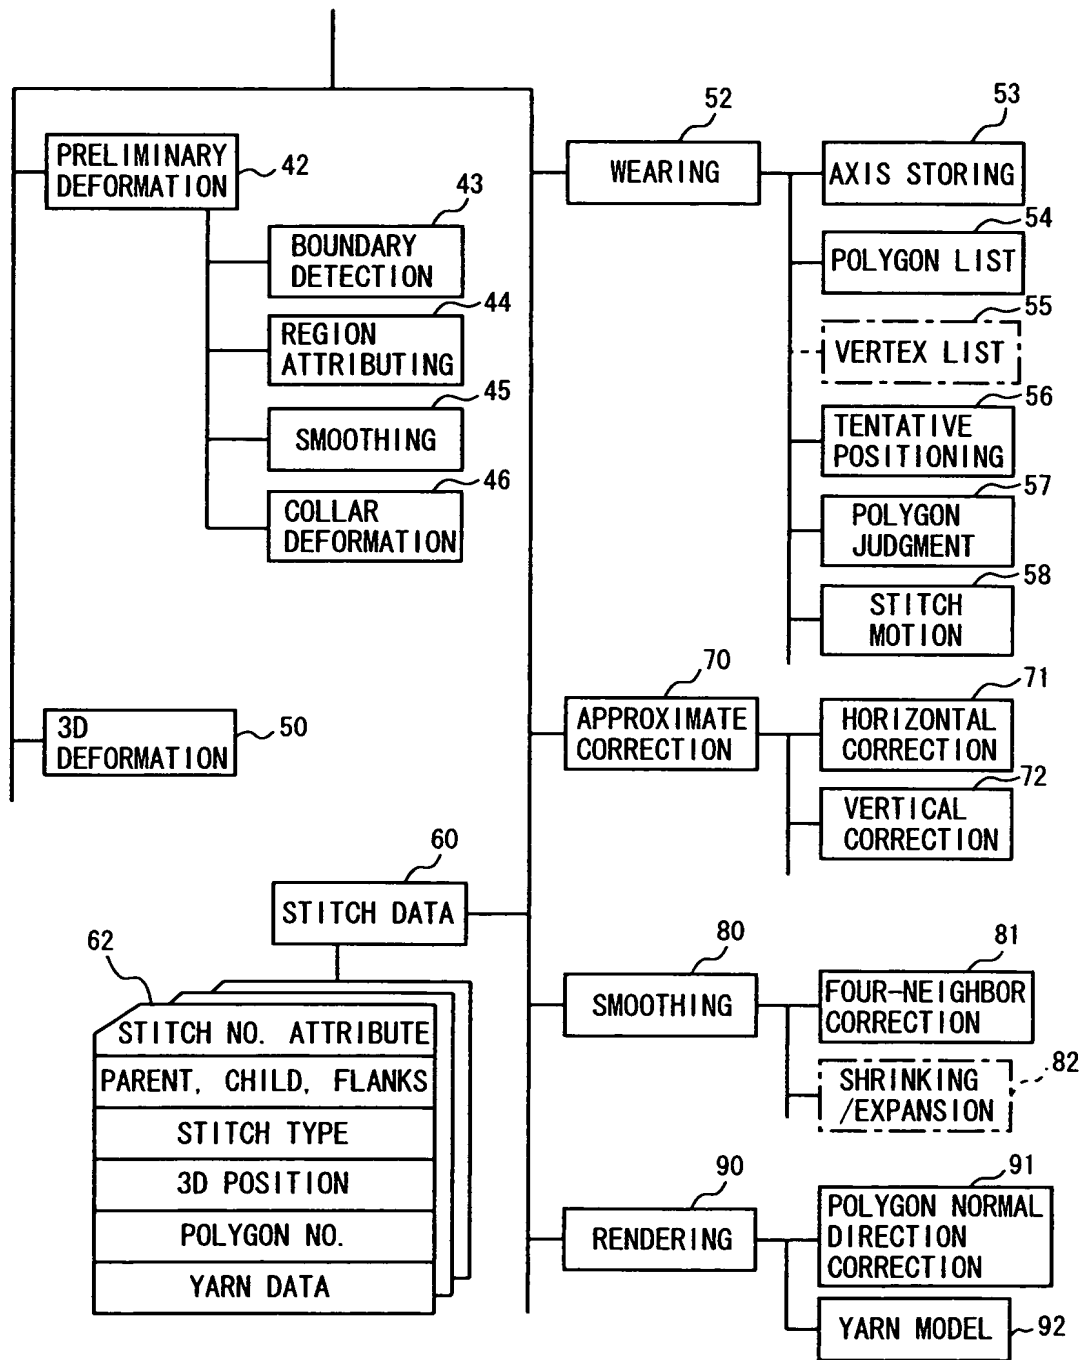 PRELIMINARY
DEFORMATION
42
43
BOUNDARY
DETECTION
44
REGION
ATTRIBUTING
45
SMOOTHING
46
COLLAR
DEFORMATION
3D
DEFORMATION
50
60
STITCH DATA
62
STITCH NO. ATTRIBUTE
PARENT, CHILD, FLANKS
STITCH TYPE
3D POSITION
POLYGON NO.
YARN DATA
52
WEARING
53
AXIS STORING
54
POLYGON LIST
55
VERTEX LIST
56
TENTATIVE
POSITIONING
57
POLYGON
JUDGMENT
58
STITCH
MOTION
70
APPROXIMATE
CORRECTION
71
HORIZONTAL
CORRECTION
72
VERTICAL
CORRECTION
80
SMOOTHING
81
FOUR-NEIGHBOR
CORRECTION
SHRINKING
/EXPANSION
82
90
RENDERING
91
POLYGON NORMAL
DIRECTION
CORRECTION
YARN MODEL
92